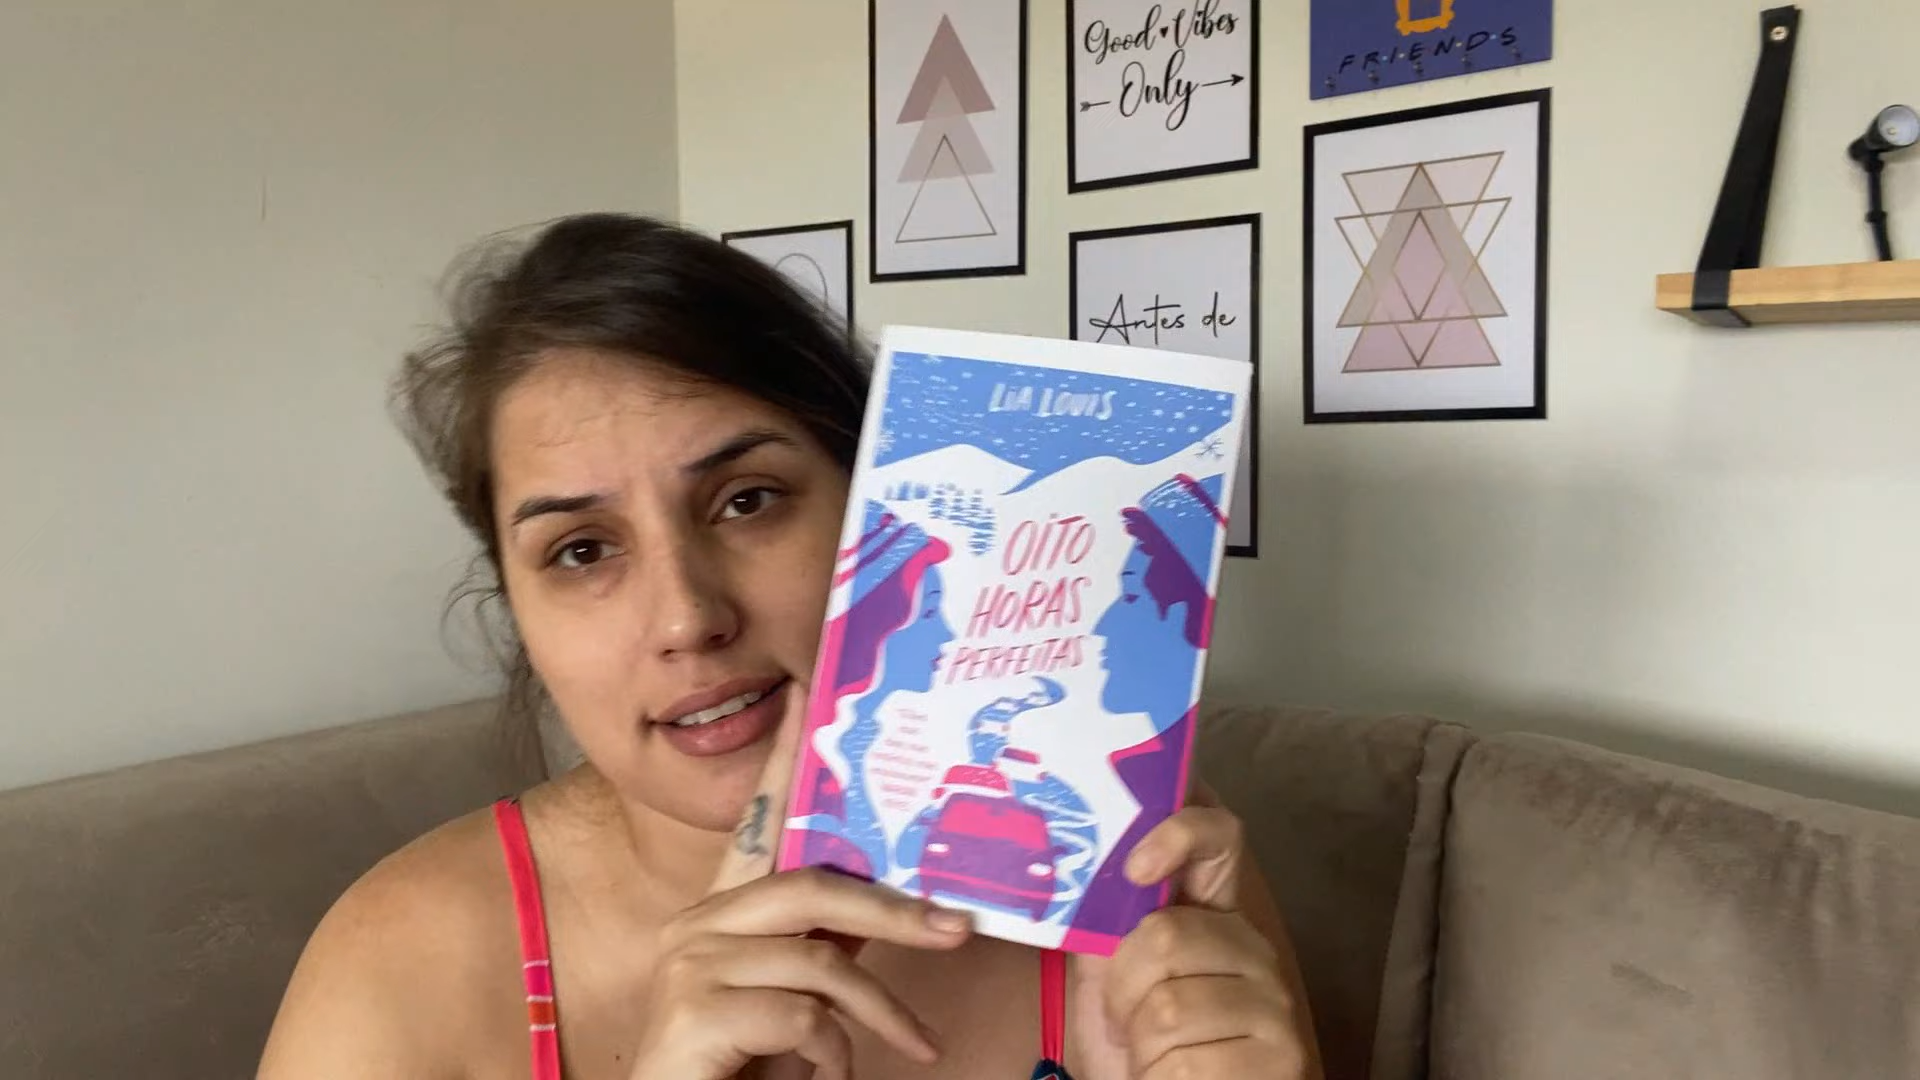 Good Vibes
Only
F·R·I·E·N·D·S
Antes de
LIA LOUIS
OITO
HORAS
PERFEITAS